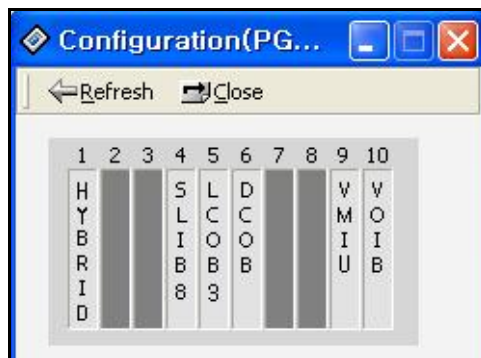 Configuration(PG...
Refresh Close
1 2 3 4 5 6 7 8 9 10
HYBRID
SLIB8
LCOB3
DCOB
VMIU
VOIB